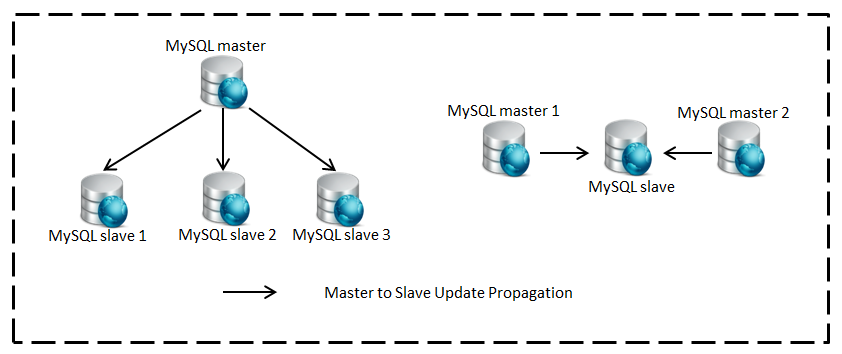 MySQL master
MySQL slave 1
MySQL slave 2
MySQL slave 3
MySQL master 1
MySQL master 2
MySQL slave
Master to Slave Update Propagation